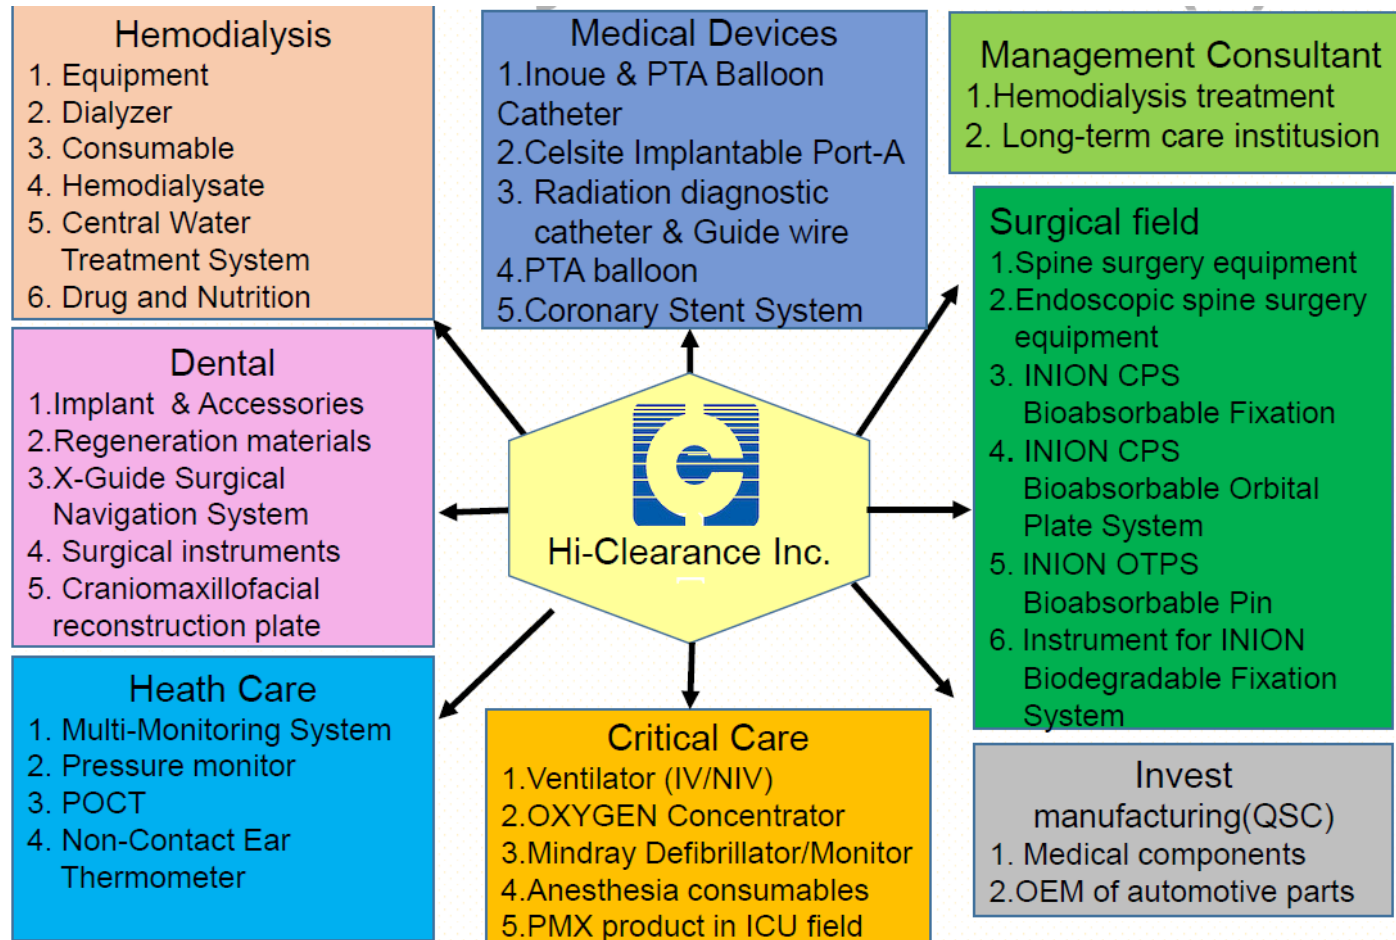 Hemodialysis
1. Equipment
2. Dialyzer
3. Consumable
4. Hemodialysate
5. Central Water
Treatment System
6. Drug and Nutrition
Medical Devices
1.Inoue & PTA Balloon
Catheter
2.Celsite Implantable Port-A
3. Radiation diagnostic
catheter & Guide wire
4.PTA balloon
5.Coronary Stent System
Management Consultant
1.Hemodialysis treatment
2. Long-term care institusion
Surgical field
1.Spine surgery equipment
2.Endoscopic spine surgery
equipment
3. INION CPS
Bioabsorbable Fixation
4. INION CPS
Bioabsorbable Orbital
Plate System
5. INION OTPS
Bioabsorbable Pin
6. Instrument for INION
Biodegradable Fixation
System
Dental
1.Implant & Accessories
2.Regeneration materials
3.X-Guide Surgical
Navigation System
4. Surgical instruments
5. Craniomaxillofacial
reconstruction plate
Hi-Clearance Inc.
Heath Care
1. Multi-Monitoring System
2. Pressure monitor
3. POCT
4. Non-Contact Ear
Thermometer
Critical Care
1.Ventilator (IV/NIV)
2.OXYGEN Concentrator
3.Mindray Defibrillator/Monitor
4.Anesthesia consumables
5.PMX product in ICU field
Invest
manufacturing(QSC)
1. Medical components
2.OEM of automotive parts